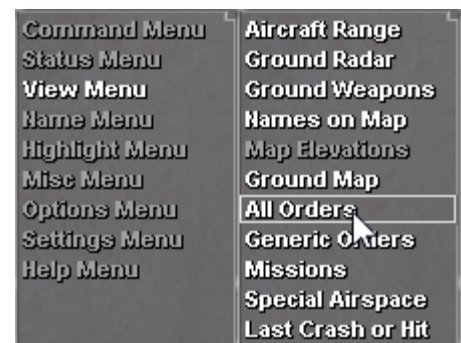 Command Menu
Status Menu
View Menu
Name Menu
Highlight Menu
Misc Menu
Options Menu
Settings Menu
Help Menu
Aircraft Range
Ground Radar
Ground Weapons
Names on Map
Map Elevations
Ground Map
All Orders
Generic Orders
Missions
Special Airspace
Last Crash or Hit